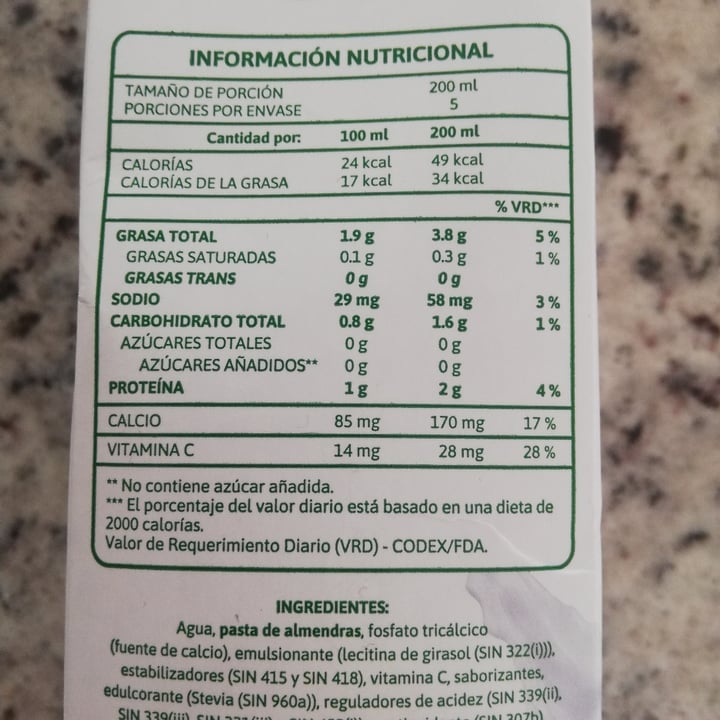 INFORMACIÓN NUTRICIONAL
TAMAÑO DE PORCIÓN 200 ml
PORCIONES POR ENVASE 5
Cantidad por: 100 ml 200 ml
CALORÍAS 24 kcal 49 kcal
CALORÍAS DE LA GRASA 17 kcal 34 kcal
% VRD***
GRASA TOTAL 1.9 g 3.8 g 5 %
GRASAS SATURADAS 0.1 g 0.3 g 1 %
GRASAS TRANS 0 g 0 g
SODIO 29 mg 58 mg 3 %
CARBOHIDRATO TOTAL 0.8 g 1.6 g 1 %
AZÚCARES TOTALES 0 g 0 g
AZÚCARES AÑADIDOS** 0 g 0 g
PROTEÍNA 1 g 2 g 4 %
CALCIO 85 mg 170 mg 17 %
VITAMINA C 14 mg 28 mg 28 %
** No contiene azúcar añadida.
*** El porcentaje del valor diario está basado en una dieta de
2000 calorías.
Valor de Requerimiento Diario (VRD) - CODEX/FDA.
INGREDIENTES:
Agua, pasta de almendras, fosfato tricálcico
(fuente de calcio), emulsionante (lecitina de girasol (SIN 322(i))),
estabilizadores (SIN 415 y SIN 418), vitamina C, saborizantes,
edulcorante (Stevia (SIN 960a)), reguladores de acidez (SIN 339(ii),
SIN 339(iii)